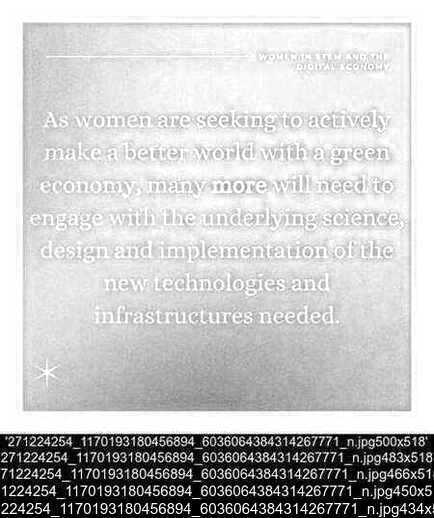 WOMEN IN STEM AND THE
DIGITAL ECONOMY
As women are seeking to actively
make a better world with a green
economy, many more will need to
engage with the underlying science,
design and implementation of the
new technologies and
infrastructures needed.
'271224254_1170193180456894_6036064384314267771_n.jpg500x518'
271224254_1170193180456894_6036064384314267771_n.jpg483x518
71224254_1170193180456894_6036064384314267771_n.jpg466x51
1224254_1170193180456894_6036064384314267771_n.jpg450x5
224254_1170193180456894_6036064384314267771_n.jpg434x